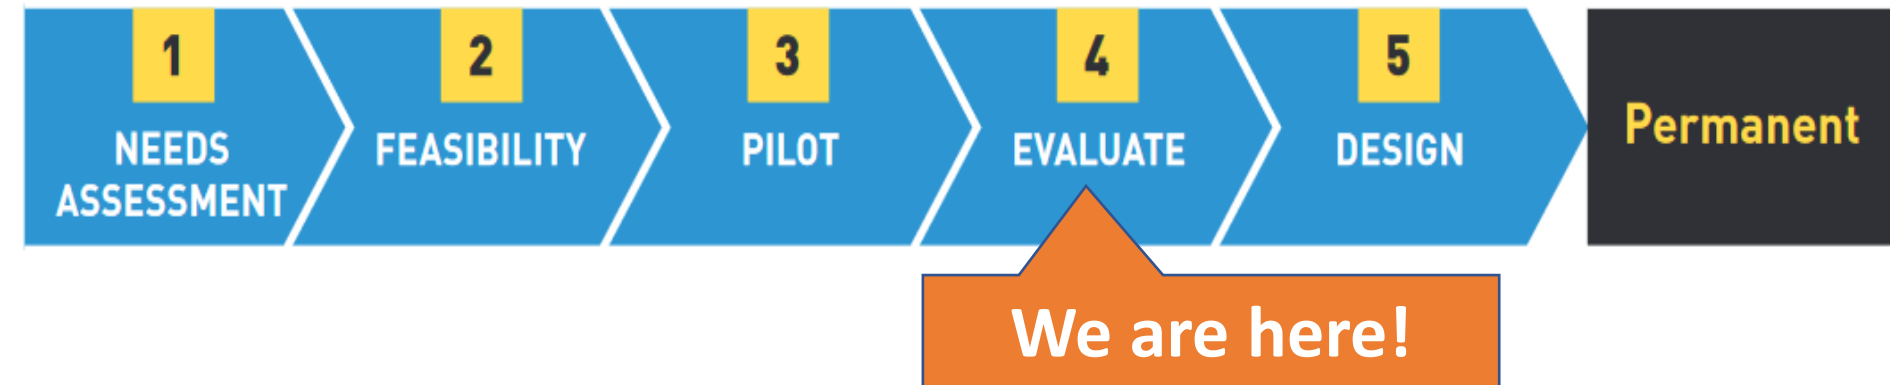 1
NEEDS
ASSESSMENT
2
FEASIBILITY
3
PILOT
4
EVALUATE
5
DESIGN
Permanent
We are here!